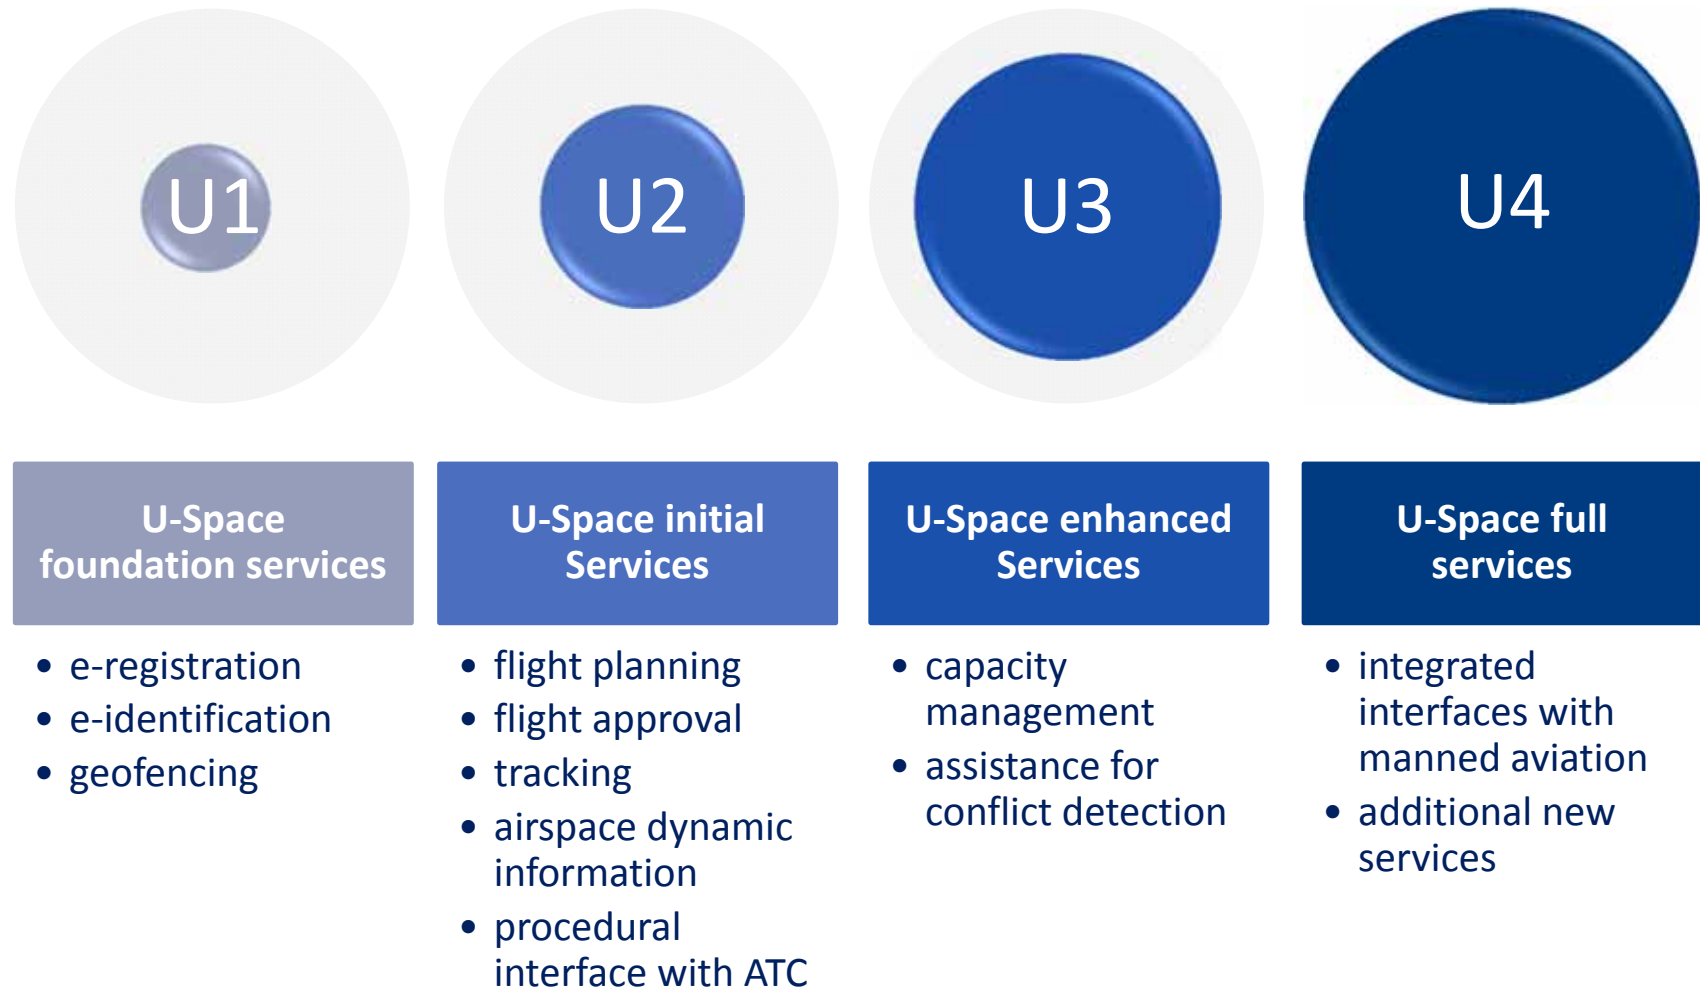 U1
U2
U3
U4
U-Space
foundation services
U-Space initial
Services
U-Space enhanced
Services
U-Space full
services
• e-registration
• e-identification
• geofencing
• flight planning
• flight approval
• tracking
• airspace dynamic
information
• procedural
interface with ATC
• capacity
management
• assistance for
conflict detection
• integrated
interfaces with
manned aviation
• additional new
services